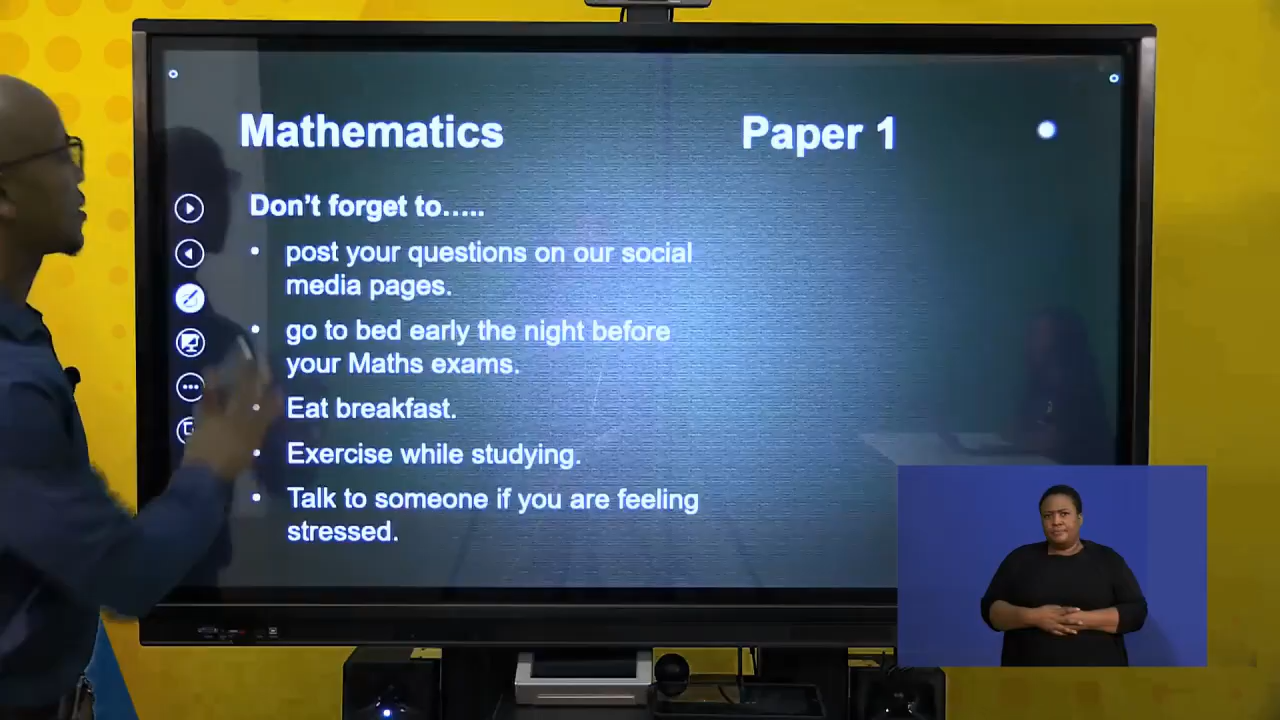 Mathematics Paper 1
Don't forget to.....
• post your questions on our social
media pages.
• go to bed early the night before
your Maths exams.
• Eat breakfast.
• Exercise while studying.
• Talk to someone if you are feeling
stressed.